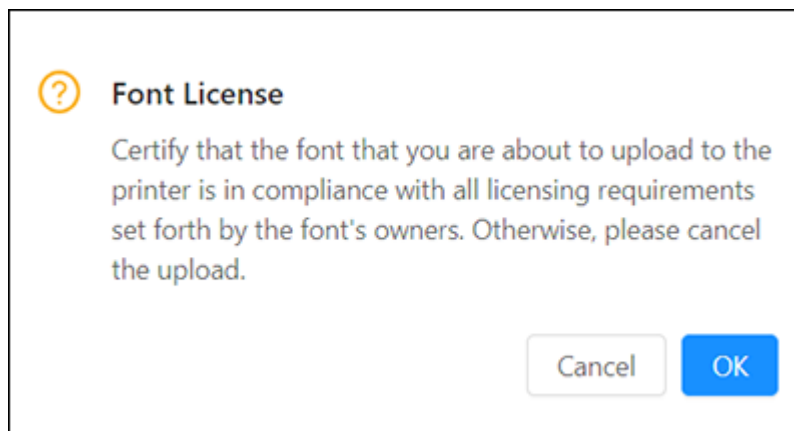 Font License
Certify that the font that you are about to upload to the
printer is in compliance with all licensing requirements
set forth by the font's owners. Otherwise, please cancel
the upload.
Cancel OK